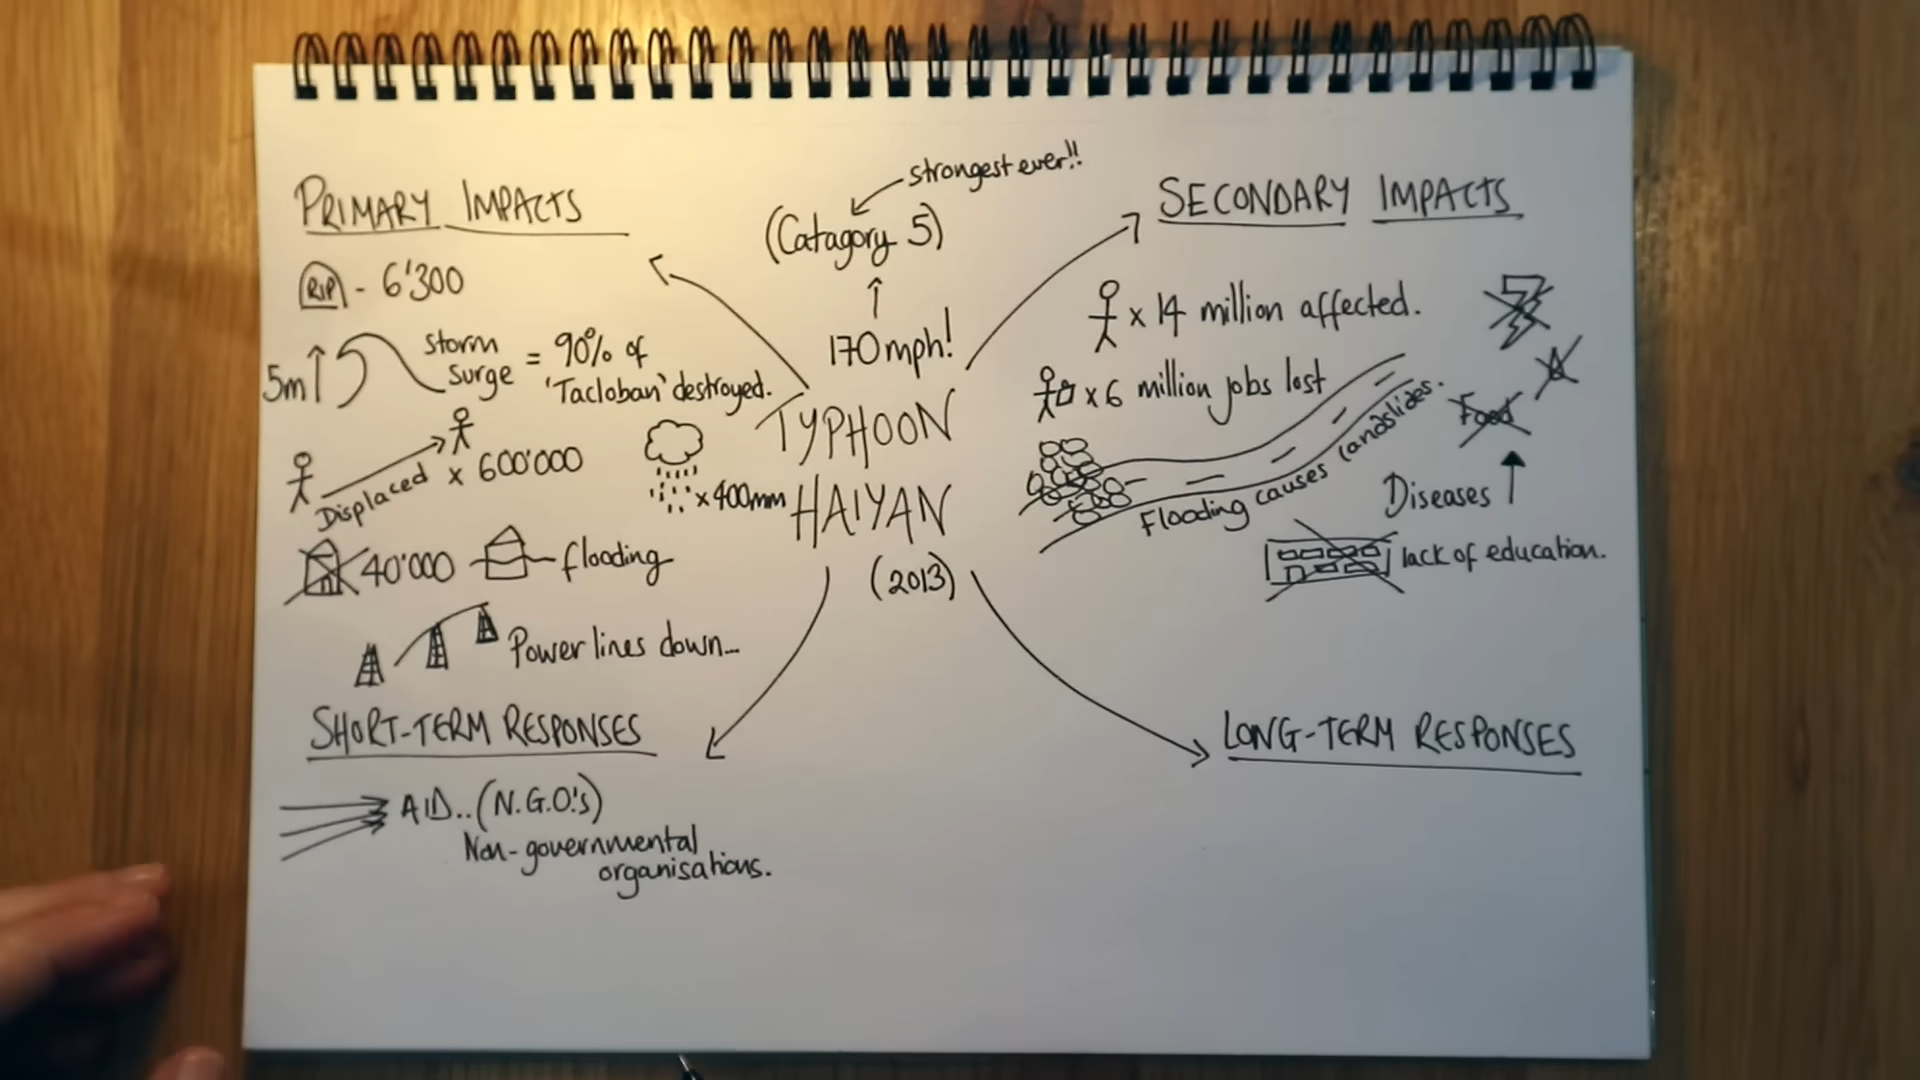 PRIMARY IMPACTS
RIP - 6'300
5m
storm
surge
= 90% of
'Tacloban' destroyed.
Displaced x 600'000
40'000
flooding
Power lines down...
x 400mm
strongest ever!!
(Catagory 5)
170mph!
TYPHOON
HAIYAN
(2013)
SECONDARY IMPACTS
x 14 million affected.
x 6 million jobs lost
Flooding causes landslides.
Food
Diseases
lack of education.
SHORT-TERM RESPONSES
AID.. (N.G.O.'s)
Non-governmental
organisations.
LONG-TERM RESPONSES